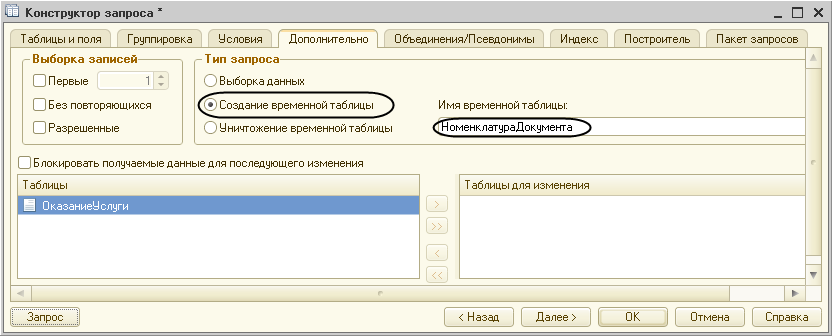 Конструктор запроса *
Таблицы и поля Группировка Условия Дополнительно Объединения/Псевдонимы Индекс Построитель Пакет запросов
Выборка записей
Первые 1
Без повторяющихся
Разрешенные
Тип запроса
Выборка данных
Создание временной таблицы
Уничтожение временной таблицы
Имя временной таблицы:
НоменклатураДокумента
Блокировать получаемые данные для последующего изменения
Таблицы
ОказаниеУслуги
>
>>
<
<<
Таблицы для изменения
Запрос < Назад Далее > OK Отмена Справка